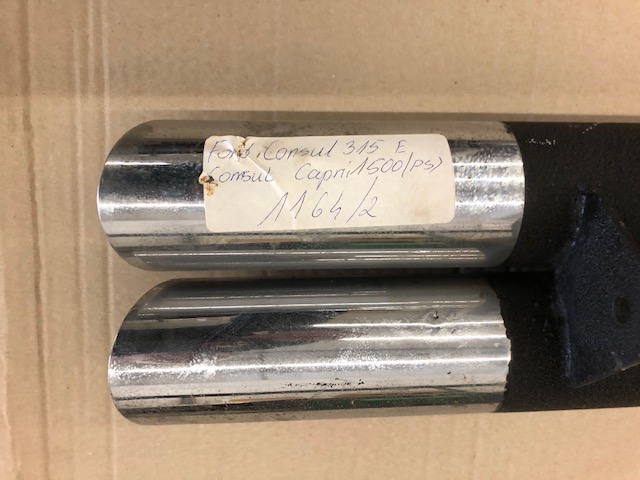 Ford. Consul 315 E
Consul Capri 1500 (PS)
1164/2